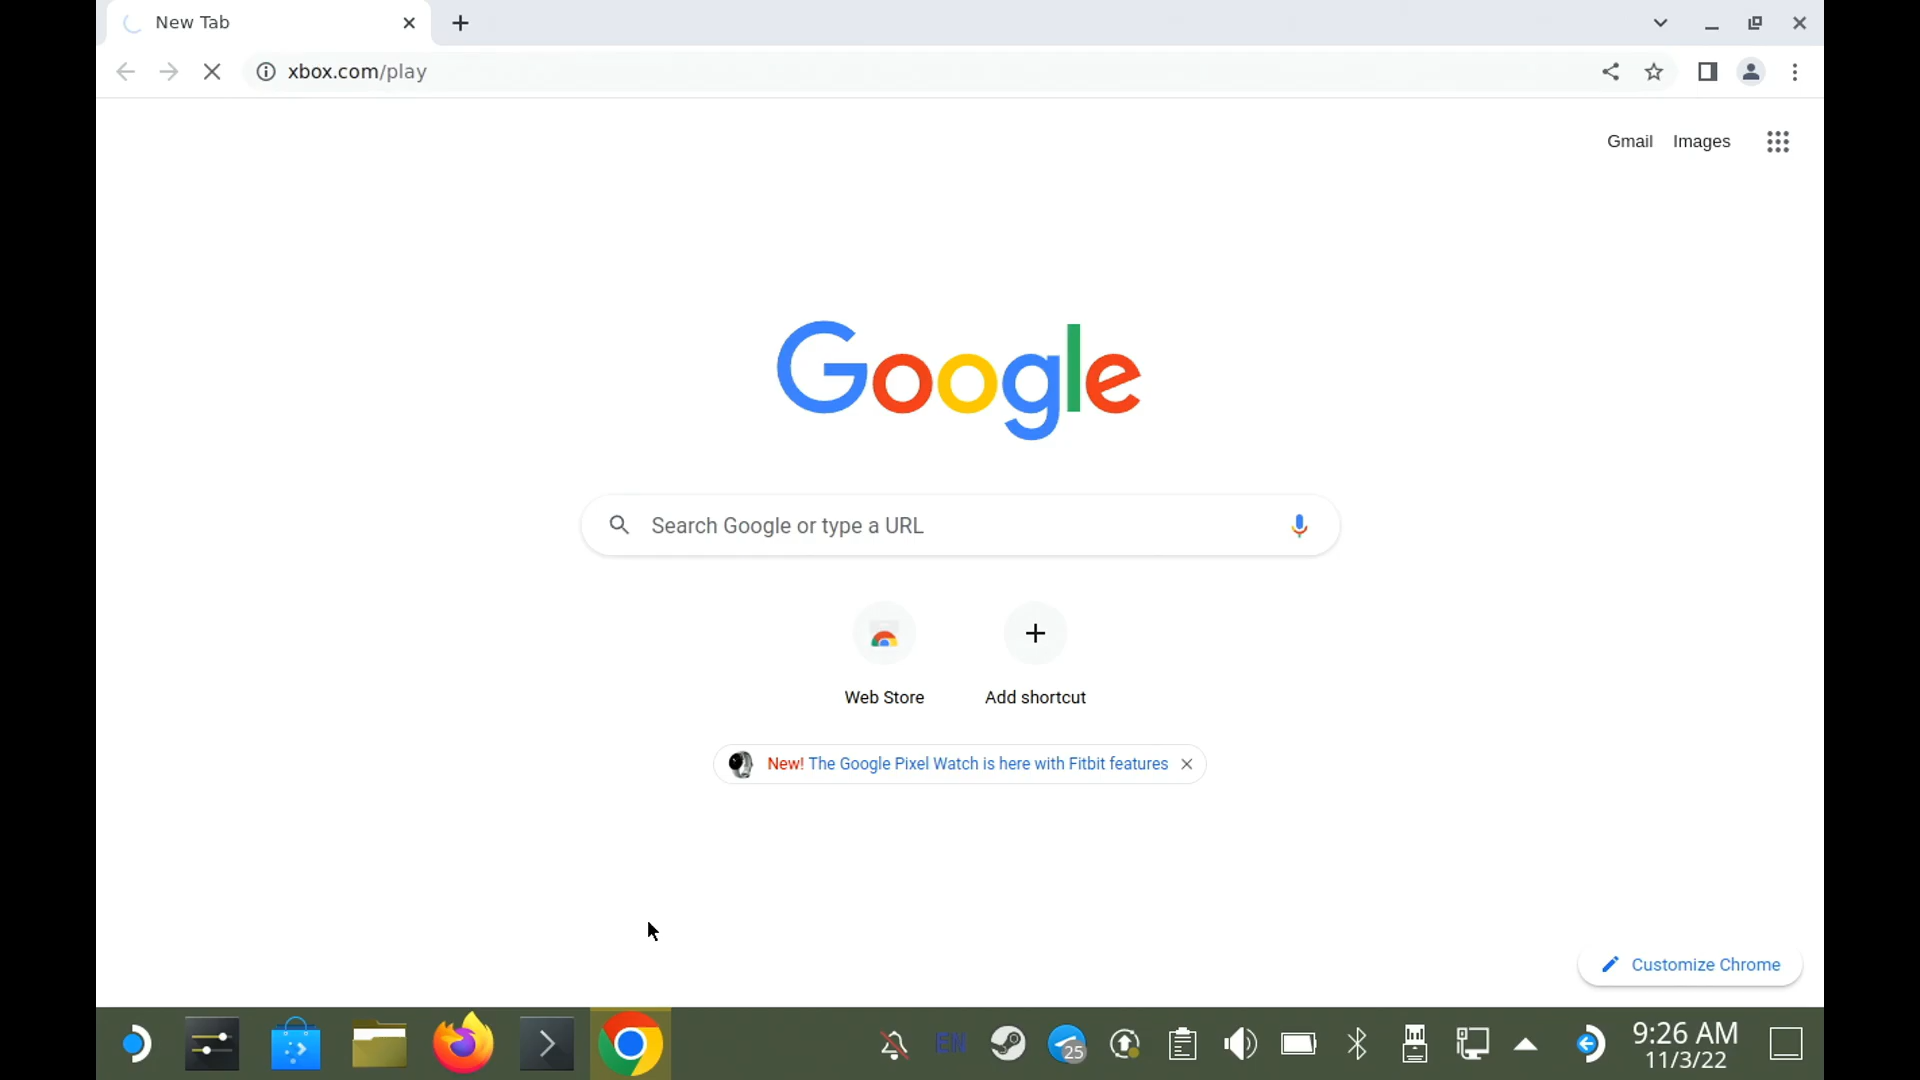 New Tab
xbox.com/play
Gmail Images
Google
Search Google or type a URL
Web Store
Add shortcut
New! The Google Pixel Watch is here with Fitbit features
Customize Chrome
EN
25
9:26 AM
11/3/22